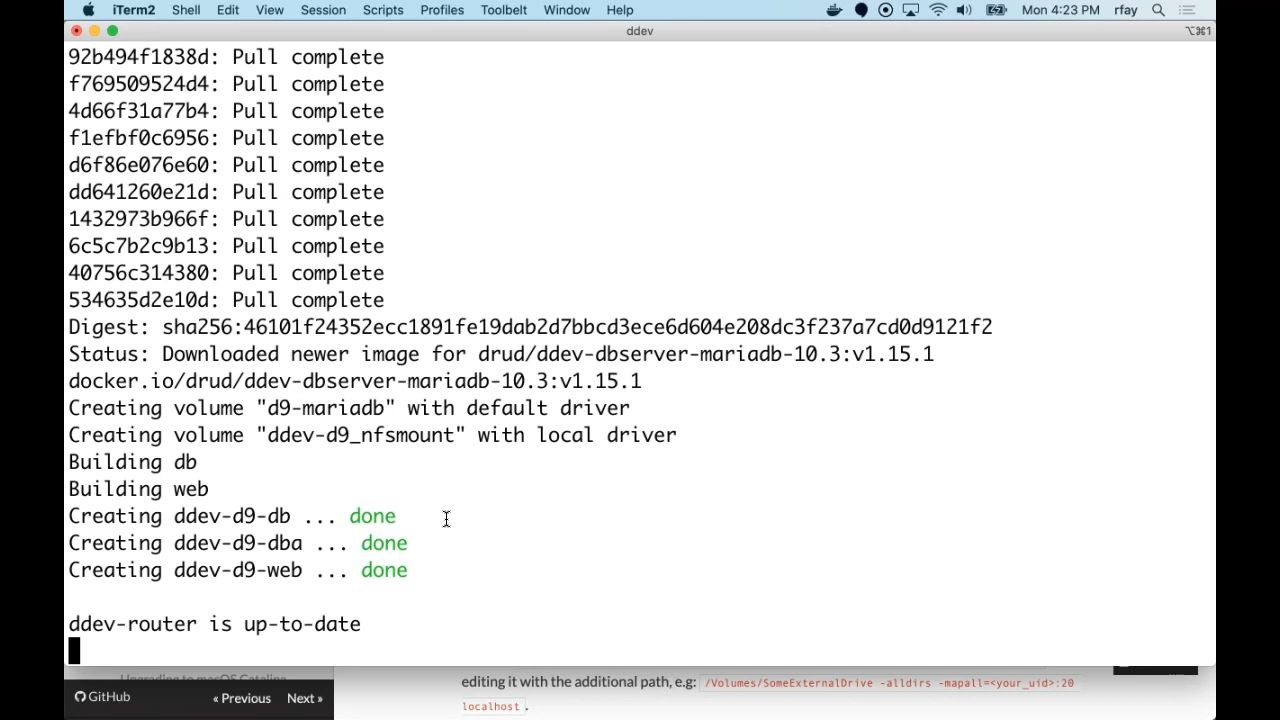 iTerm2 Shell Edit View Session Scripts Profiles Toolbelt Window Help Mon 4:23 PM rfay
ddev ⌥⌘1
92b494f1838d: Pull complete
f769509524d4: Pull complete
4d66f31a77b4: Pull complete
f1efbf0c6956: Pull complete
d6f86e076e60: Pull complete
dd641260e21d: Pull complete
1432973b966f: Pull complete
6c5c7b2c9b13: Pull complete
40756c314380: Pull complete
534635d2e10d: Pull complete
Digest: sha256:46101f24352ecc1891fe19dab2d7bbcd3ece6d604e208dc3f237a7cd0d9121f2
Status: Downloaded newer image for drud/ddev-dbserver-mariadb-10.3:v1.15.1
docker.io/drud/ddev-dbserver-mariadb-10.3:v1.15.1
Creating volume "d9-mariadb" with default driver
Creating volume "ddev-d9_nfsmount" with local driver
Building db
Building web
Creating ddev-d9-db ... done
Creating ddev-d9-dba ... done
Creating ddev-d9-web ... done
ddev-router is up-to-date
Upgrading to macOS Catalina
GitHub « Previous Next »
editing it with the additional path, e.g: /Volumes/SomeExternalDrive -alldirs -mapall=<your_uid>:20
localhost .